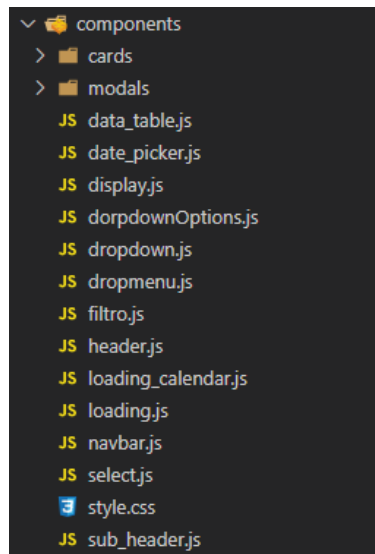 components
cards
modals
JS data_table.js
JS date_picker.js
JS display.js
JS dorpdownOptions.js
JS dropdown.js
JS dropmenu.js
JS filtro.js
JS header.js
JS loading_calendar.js
JS loading.js
JS navbar.js
JS select.js
style.css
JS sub_header.js